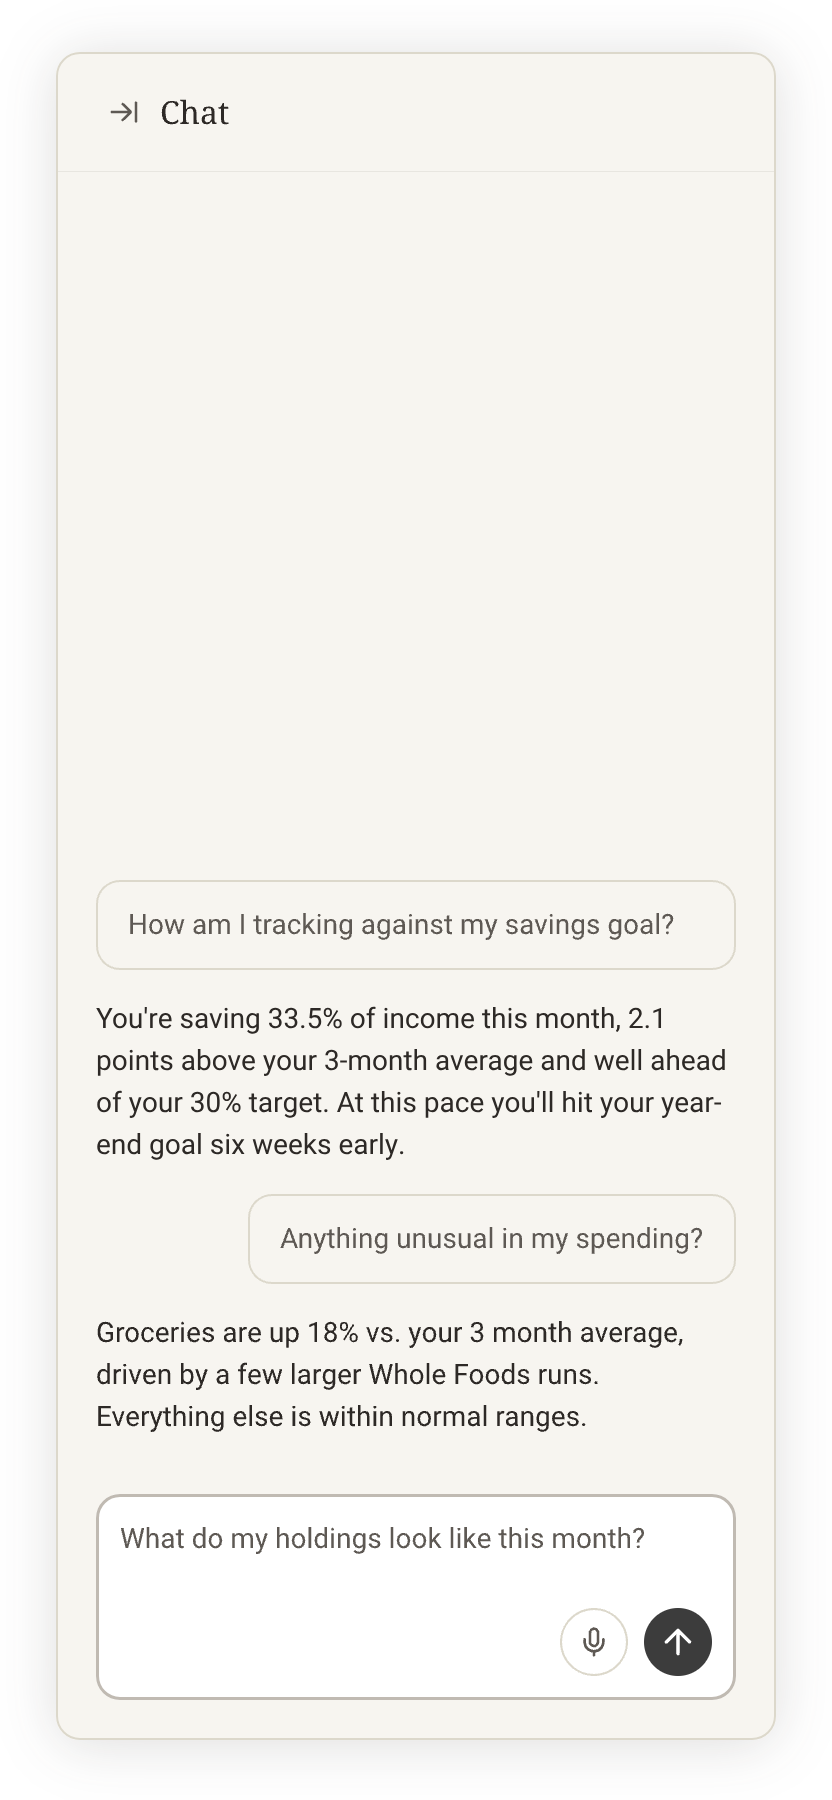 Chat
How am I tracking against my savings goal?
You're saving 33.5% of income this month, 2.1
points above your 3-month average and well ahead
of your 30% target. At this pace you'll hit your year-
end goal six weeks early.
Anything unusual in my spending?
Groceries are up 18% vs. your 3 month average,
driven by a few larger Whole Foods runs.
Everything else is within normal ranges.
What do my holdings look like this month?